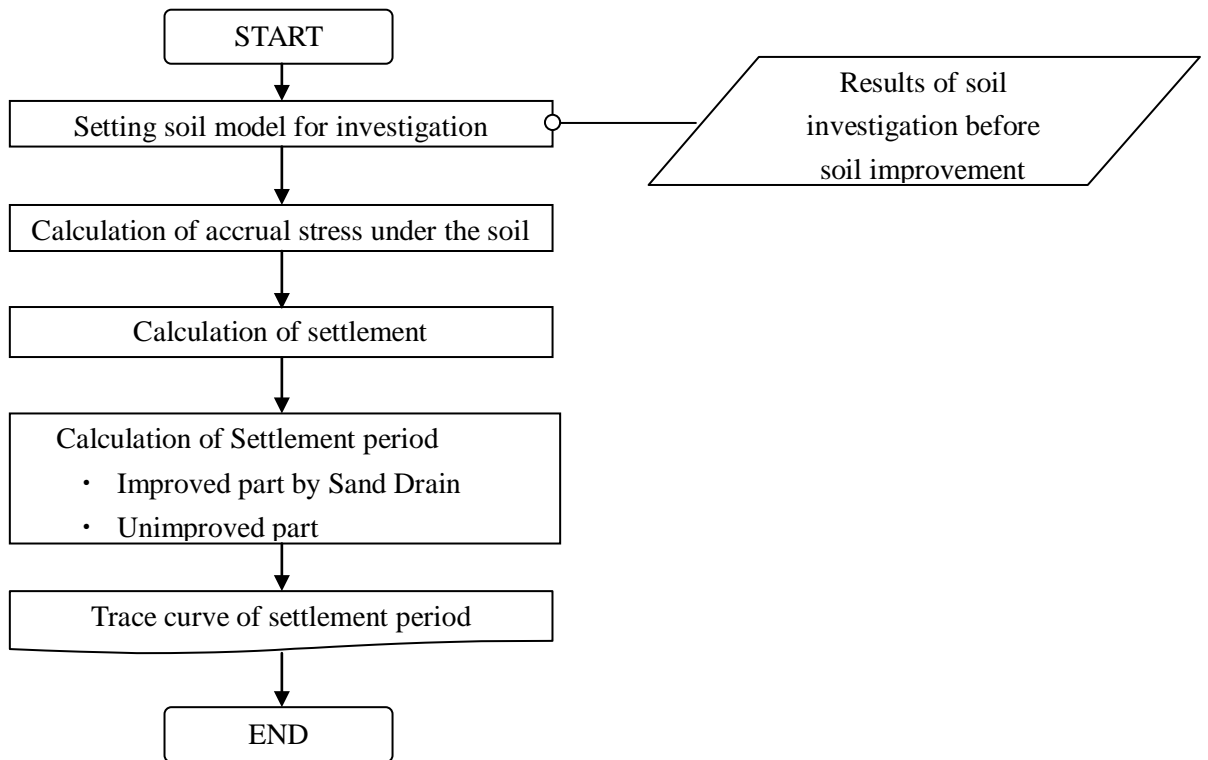 START
Setting soil model for investigation
Results of soil
investigation before
soil improvement
Calculation of accrual stress under the soil
Calculation of settlement
Calculation of Settlement period
・ Improved part by Sand Drain
・ Unimproved part
Trace curve of settlement period
END